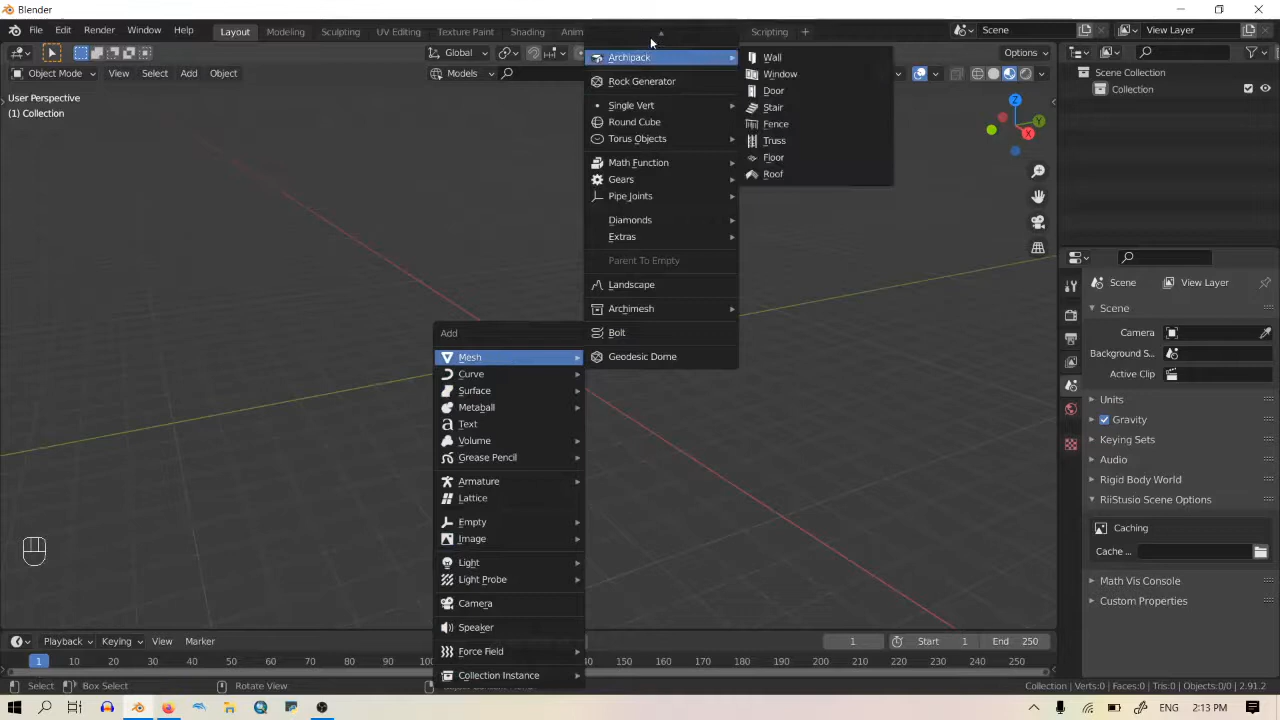 Blender
File Edit Render Window Help Layout Modeling Sculpting UV Editing Texture Paint Shading Scripting Scene View Layer
Global Options
Object Mode View Select Add Object Models
User Perspective
(1) Collection
Archipack
Rock Generator
Single Vert
Round Cube
Torus Objects
Math Function
Gears
Pipe Joints
Diamonds
Extras
Parent To Empty
Landscape
Archimesh
Bolt
Geodesic Dome
Wall
Window
Door
Stair
Fence
Truss
Floor
Roof
Add
Mesh
Curve
Surface
Metaball
Text
Volume
Grease Pencil
Armature
Lattice
Empty
Image
Light
Light Probe
Camera
Speaker
Force Field
Collection Instance
Z
Y
X
Scene Collection
Collection
Scene View Layer
Scene
Camera
Background S...
Active Clip
Units
Gravity
Keying Sets
Audio
Rigid Body World
RiiStusio Scene Options
Caching
Cache ...
Math Vis Console
Custom Properties
Playback Keying View Marker 1 Start 1 End 250
1 10 20 30 40 50 60 70 80 90 100 110 120 130 140 150 160 170 180 190 200 210 220 230 240 250
Select Box Select Rotate View Collection | Verts:0 | Faces:0 | Tris:0 | Objects:0/0 | 2.91.2
ENG 2:13 PM